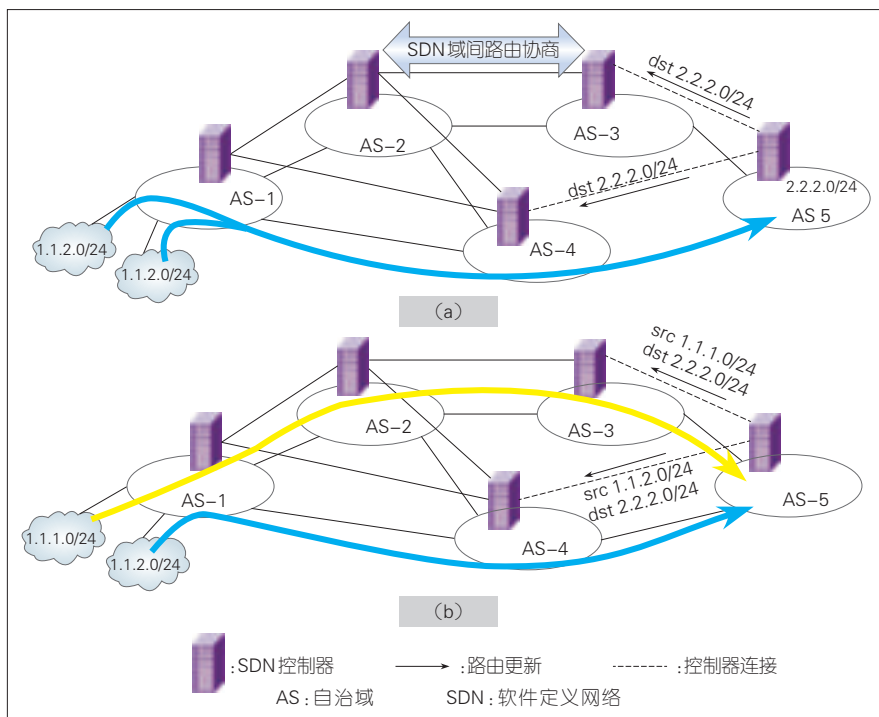 SDN域间路由协商
dst 2.2.2.0/24
AS-2
AS-3
dst 2.2.2.0/24
2.2.2.0/24
AS 5
AS-1
AS-4
1.1.2.0/24
1.1.2.0/24
(a)
src 1.1.1.0/24
dst 2.2.2.0/24
AS-2
AS-3
src 1.1.2.0/24
dst 2.2.2.0/24
AS-1
AS-5
AS-4
1.1.1.0/24
1.1.2.0/24
(b)
:SDN控制器 :路由更新 :控制器连接
AS:自治域 SDN:软件定义网络